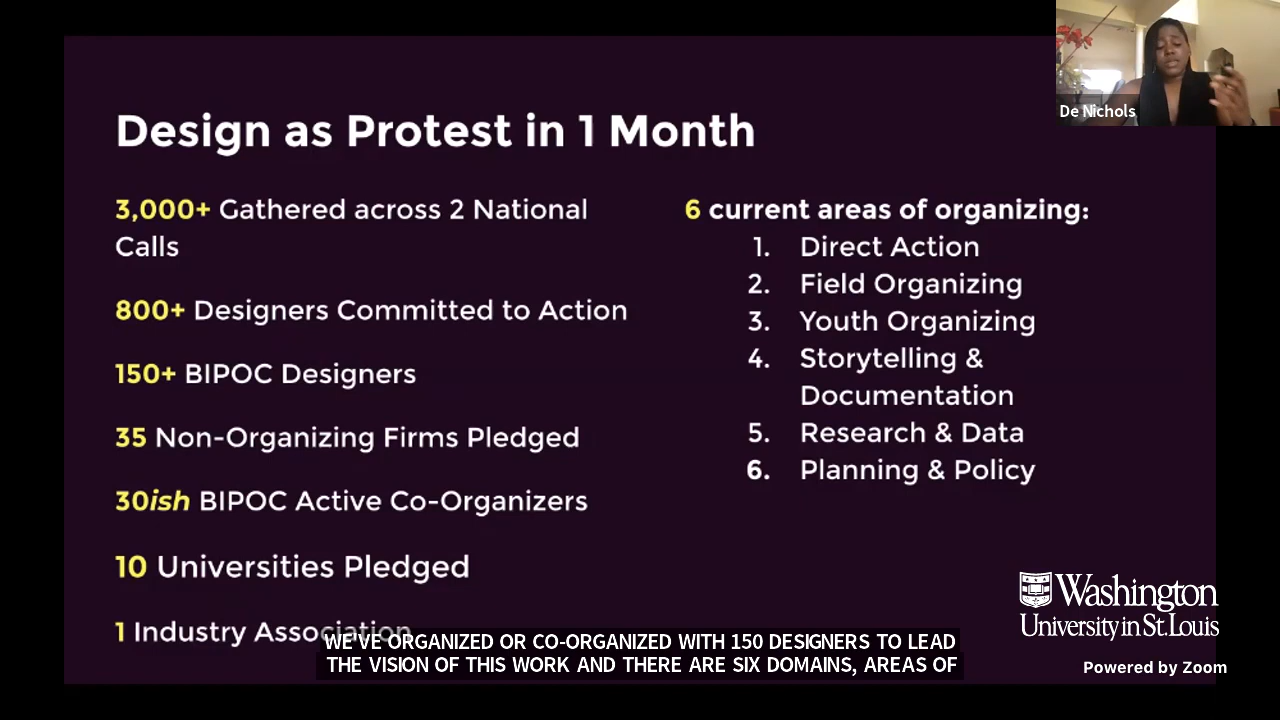 De Nichols
Design as Protest in 1 Month
3,000+ Gathered across 2 National
Calls
800+ Designers Committed to Action
150+ BIPOC Designers
35 Non-Organizing Firms Pledged
30ish BIPOC Active Co-Organizers
10 Universities Pledged
1 Industry Association
6 current areas of organizing:
1. Direct Action
2. Field Organizing
3. Youth Organizing
4. Storytelling &
Documentation
5. Research & Data
6. Planning & Policy
WE'VE ORGANIZED OR CO-ORGANIZED WITH 150 DESIGNERS TO LEAD
THE VISION OF THIS WORK AND THERE ARE SIX DOMAINS, AREAS OF
Washington
University in St. Louis
Powered by Zoom